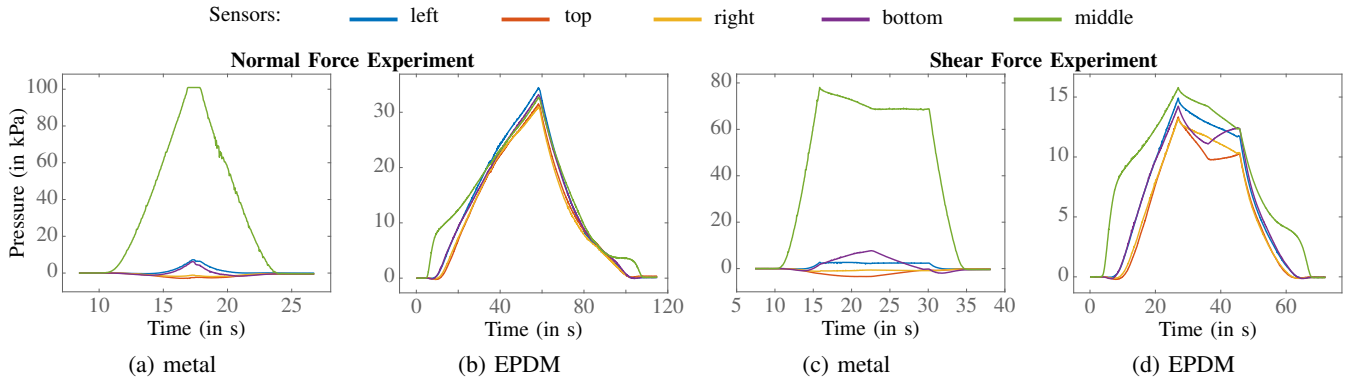 Sensors: left top right bottom middle
Normal Force Experiment Shear Force Experiment
Pressure (in kPa)
100
80
60
40
20
0
10 15 20 25
Time (in s)
(a) metal
30
20
10
0
0 40 80 120
Time (in s)
(b) EPDM
80
60
40
20
0
5 10 15 20 25 30 35 40
Time (in s)
(c) metal
15
10
5
0
0 20 40 60
Time (in s)
(d) EPDM